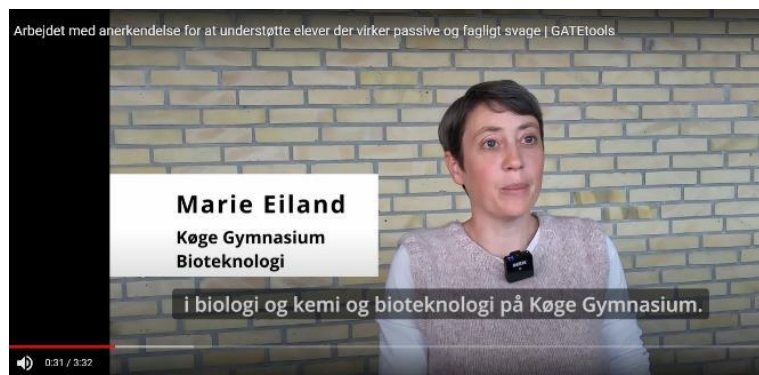 Arbejdet med anerkendelse for at understøtte elever der virker passive og fagligt svage | GATEtools
Marie Eiland
Køge Gymnasium
Bioteknologi
i biologi og kemi og bioteknologi på Køge Gymnasium.
0:31 / 3:32